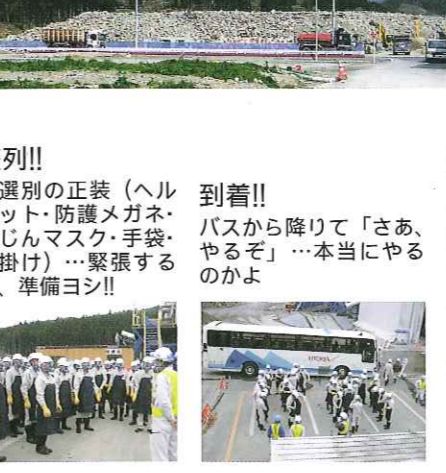 列!!
選別の正装（ヘル
ット・防護メガネ・
じんマスク・手袋・
掛け）…緊張する
、準備ヨシ!!
到着!!
バスから降りて「さあ、
やるぞ」…本当にやる
のかよ